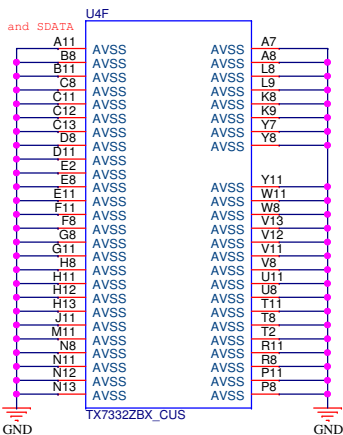 U4F
and SDATA
A11 AVSS AVSS A7
B8 AVSS AVSS A8
B11 AVSS AVSS L8
C8 AVSS AVSS L9
C11 AVSS AVSS K8
C12 AVSS AVSS K9
C13 AVSS AVSS Y7
D8 AVSS AVSS Y8
D11 AVSS
E2 AVSS
E8 AVSS AVSS Y11
E11 AVSS AVSS W11
F11 AVSS AVSS W8
F8 AVSS AVSS V13
G8 AVSS AVSS V12
G11 AVSS AVSS V11
H8 AVSS AVSS V8
H11 AVSS AVSS U11
H12 AVSS AVSS U8
H13 AVSS AVSS T11
J11 AVSS AVSS T8
M11 AVSS AVSS T2
N8 AVSS AVSS R11
N11 AVSS AVSS R8
N12 AVSS AVSS P11
N13 AVSS AVSS P8
TX7332ZBX_CUS
GND GND